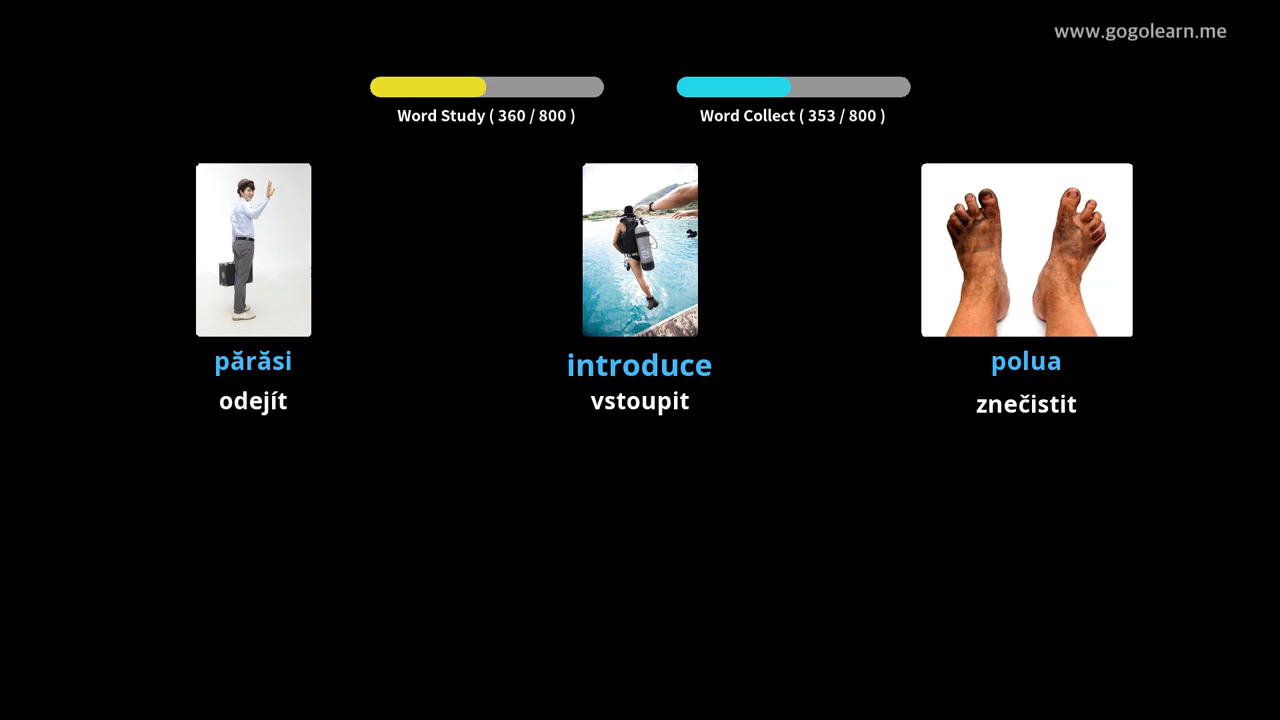 www.gogolearn.me
Word Study ( 360 / 800 )
Word Collect ( 353 / 800 )
părăsi
introduce
polua
odejít
vstoupit
znečistit